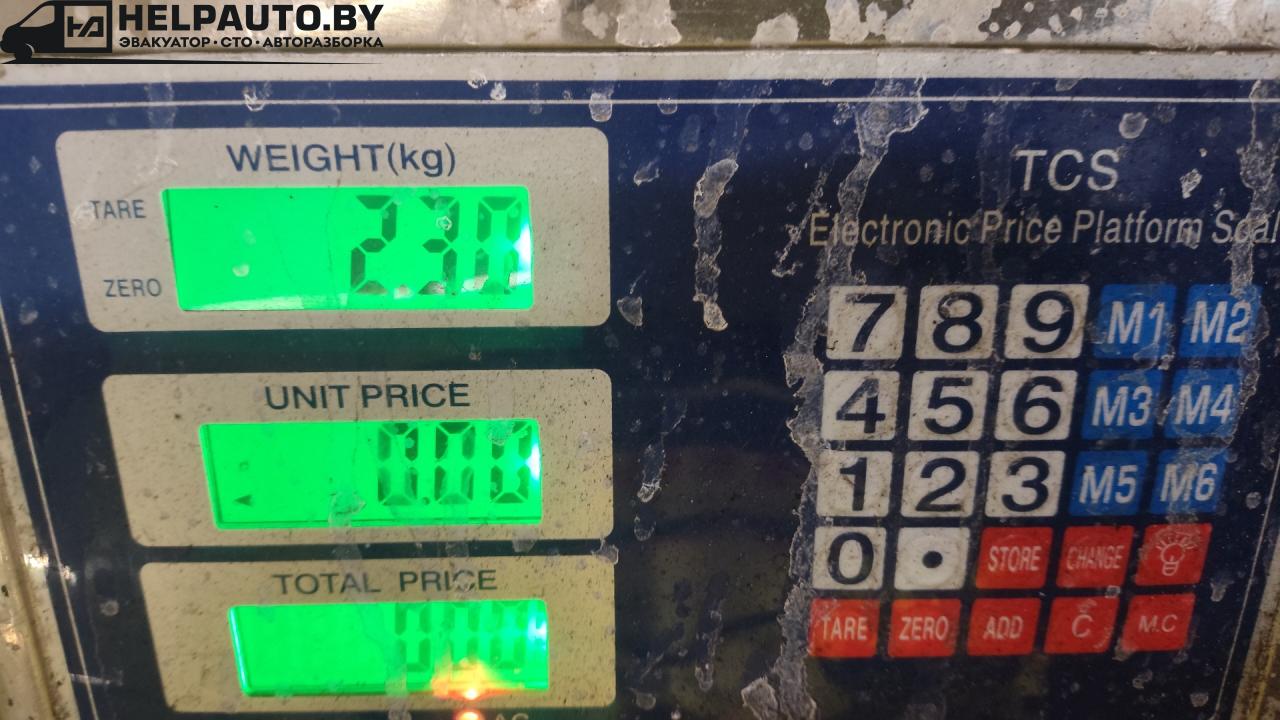 HELPAUTO.BY
ЭВАКУАТОР·СТО·АВТОРАЗБОРКА
WEIGHT(kg)
TARE
2.30
ZERO
UNIT PRICE
0.00
TOTAL PRICE
0.00
TCS
Electronic Price Platform
7 8 9 M1 M2
4 5 6 M3 M4
1 2 3 M5 M6
0 • STORE CHANGE
TARE ZERO ADD C M.C